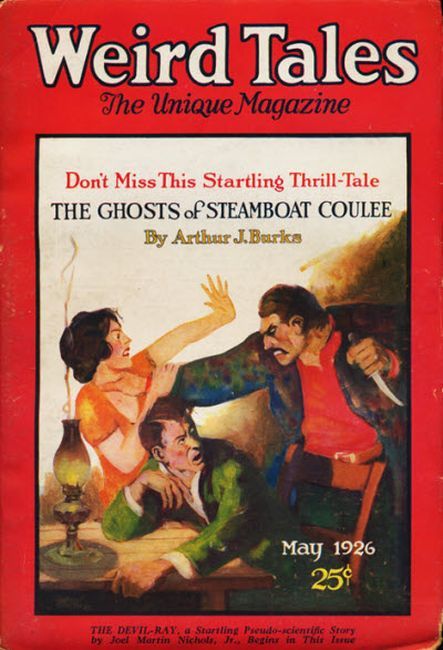 Weird Tales
The Unique Magazine
Don't Miss This Startling Thrill-Tale
THE GHOSTS of STEAMBOAT COULEE
By Arthur J. Burks
May 1926
25¢
THE DEVIL-RAY, a Startling Pseudo-scientific Story
by Joel Martin Nichols, Jr., Begins in This Issue